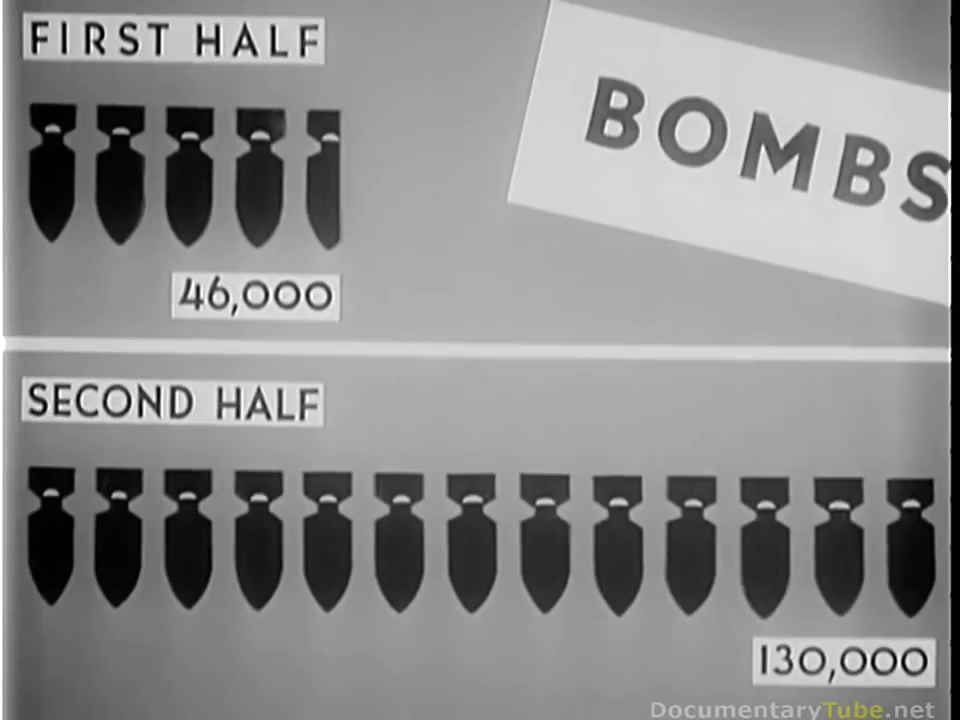 FIRST HALF
BOMBS
46,000
SECOND HALF
130,000
DocumentaryTube.net